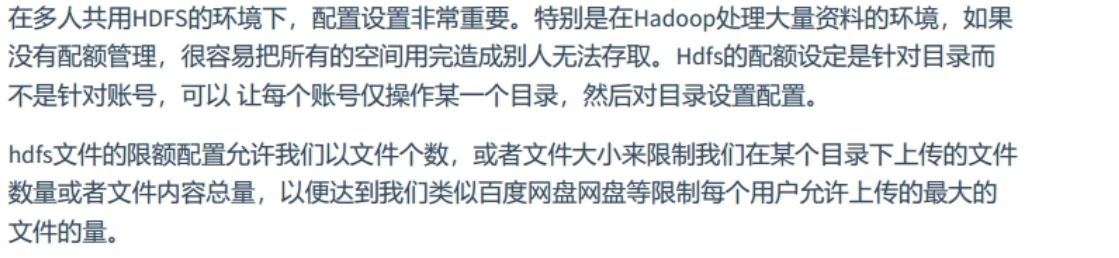 在多人共用HDFS的环境下，配置设置非常重要。特别是在Hadoop处理大量资料的环境，如果
没有配额管理，很容易把所有的空间用完造成别人无法存取。Hdfs的配额设定是针对目录而
不是针对账号，可以 让每个账号仅操作某一个目录，然后对目录设置配置。
hdfs文件的限额配置允许我们以文件个数，或者文件大小来限制我们在某个目录下上传的文件
数量或者文件内容总量，以便达到我们类似百度网盘网盘等限制每个用户允许上传的最大的
文件的量。